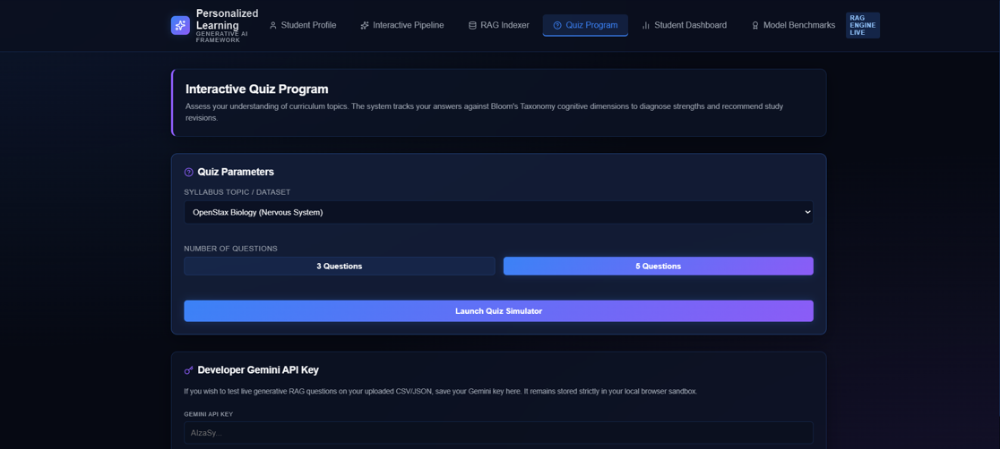 Personalized
Learning
GENERATIVE AI
FRAMEWORK
Student Profile
Interactive Pipeline
RAG Indexer
Quiz Program
Student Dashboard
Model Benchmarks
RAG
ENGINE
LIVE
Interactive Quiz Program
Assess your understanding of curriculum topics. The system tracks your answers against Bloom's Taxonomy cognitive dimensions to diagnose strengths and recommend study
revisions.
Quiz Parameters
SYLLABUS TOPIC / DATASET
OpenStax Biology (Nervous System)
NUMBER OF QUESTIONS
3 Questions
5 Questions
Launch Quiz Simulator
Developer Gemini API Key
If you wish to test live generative RAG questions on your uploaded CSV/JSON, save your Gemini key here. It remains stored strictly in your local browser sandbox.
GEMINI API KEY
AIzaSy...